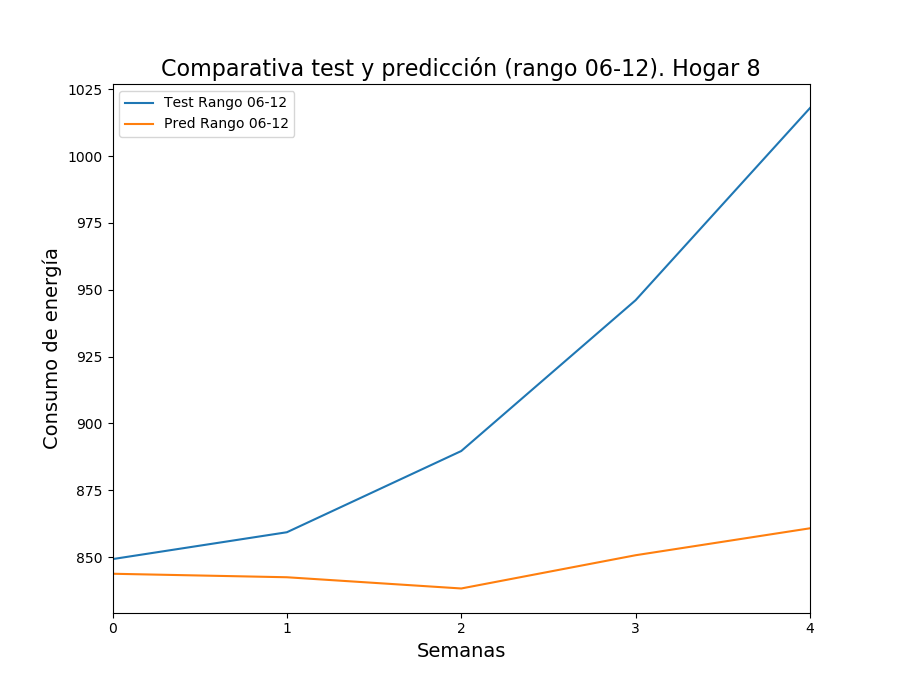 Comparativa test y predicción (rango 06-12). Hogar 8
Test Rango 06-12
Pred Rango 06-12
Consumo de energía
1025
1000
975
950
925
900
875
850
0 1 2 3 4
Semanas